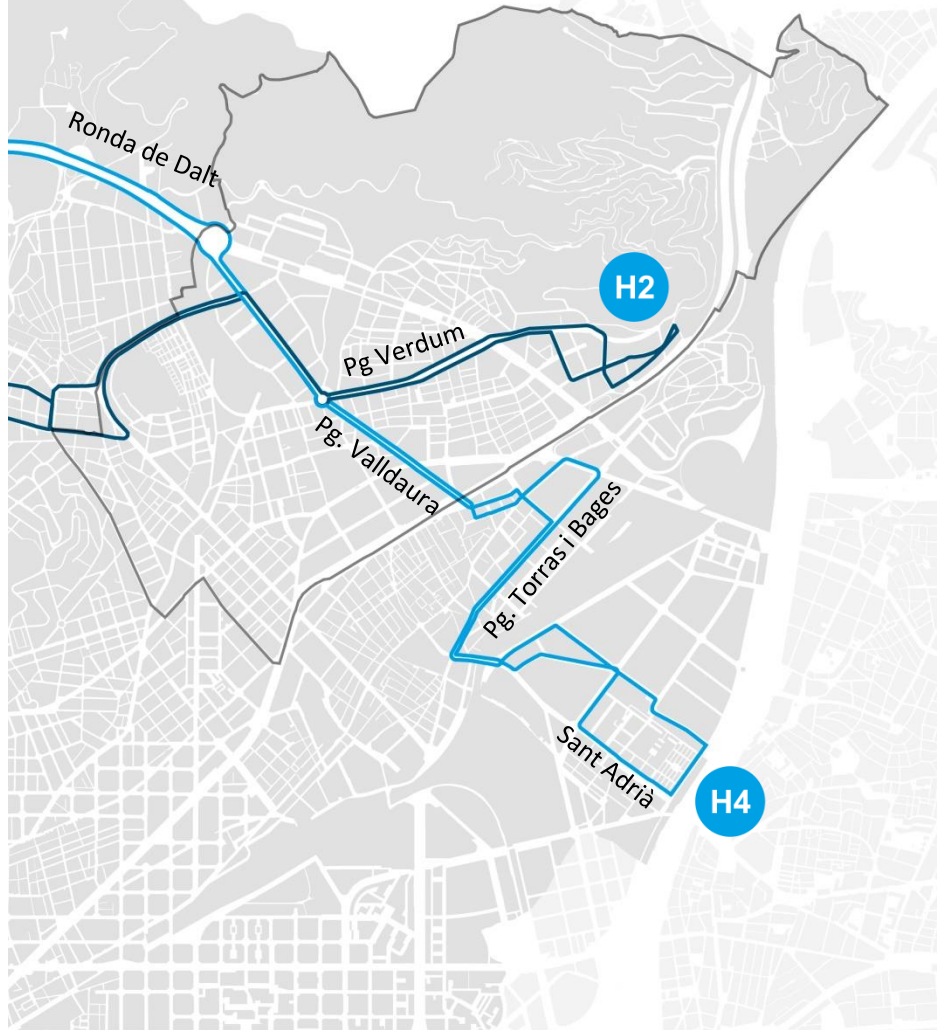 Ronda de Dalt
H2
Pg Verdum
Pg. Valldaura
Pg. Torras i Bages
Sant Adrià
H4